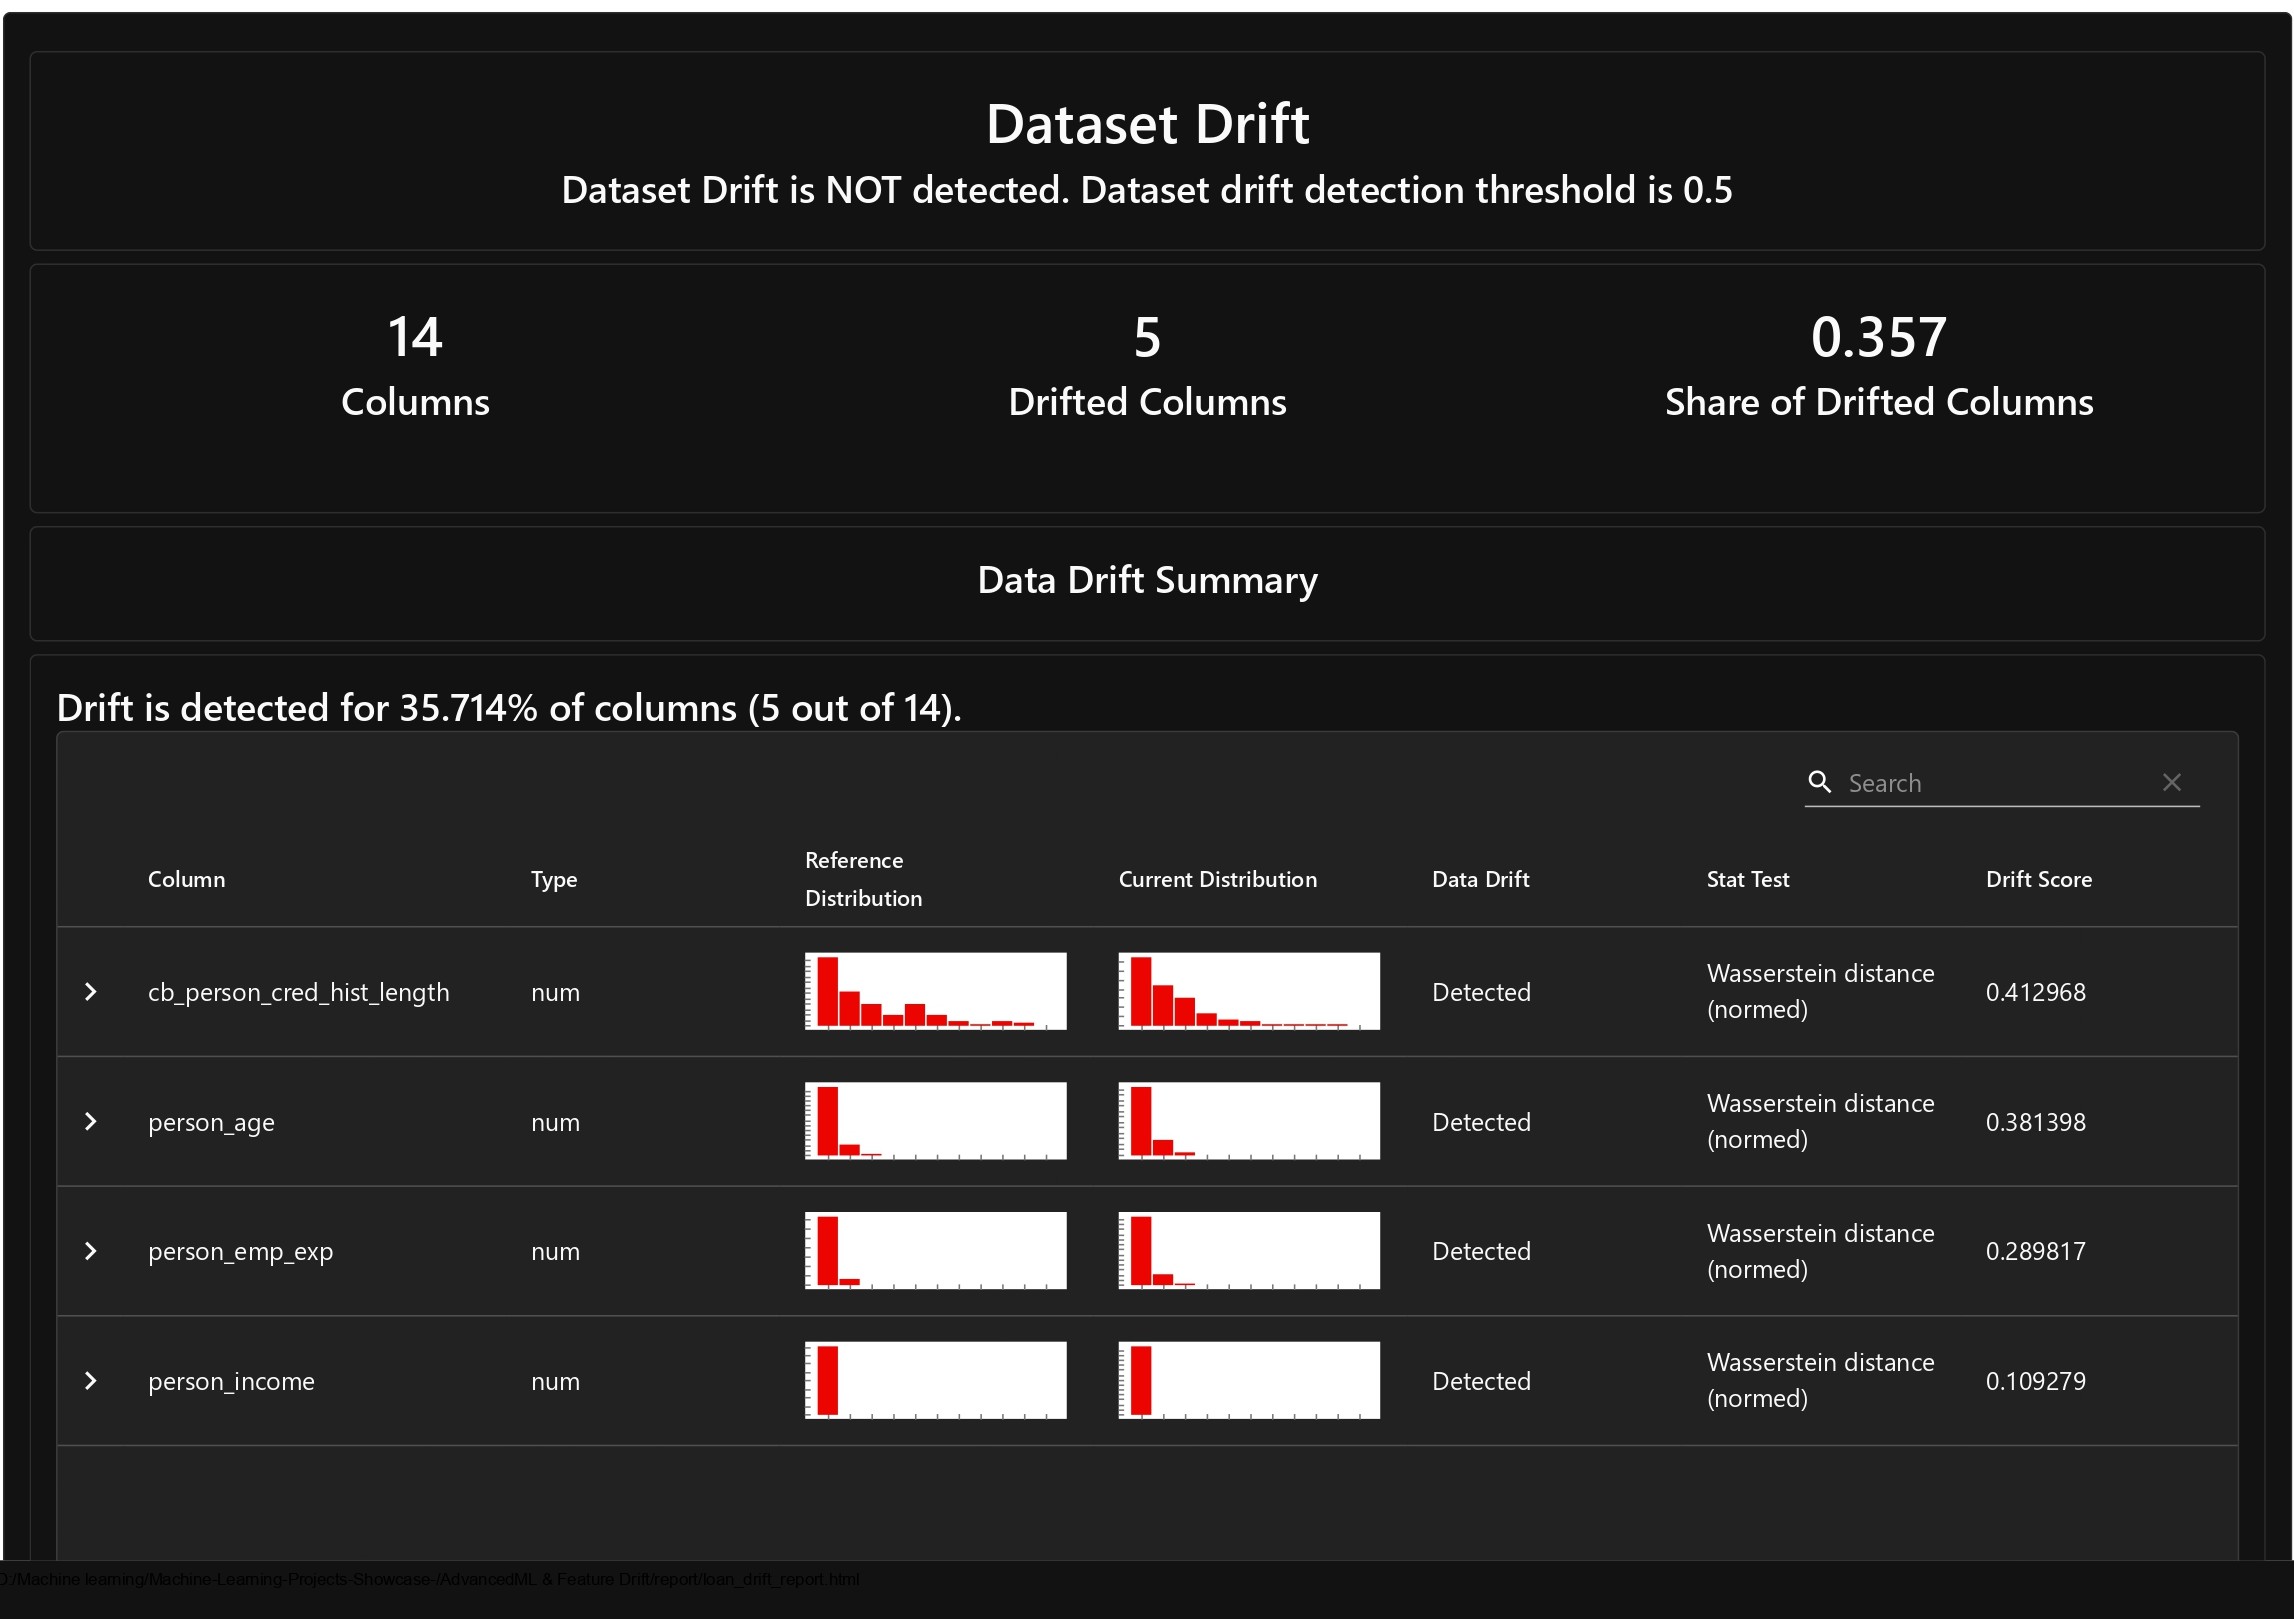 Dataset Drift
Dataset Drift is NOT detected. Dataset drift detection threshold is 0.5
14
Columns
5
Drifted Columns
0.357
Share of Drifted Columns
Data Drift Summary
Drift is detected for 35.714% of columns (5 out of 14).
Search
Column
Type
Reference
Distribution
Current Distribution
Data Drift
Stat Test
Drift Score
cb_person_cred_hist_length
num
Detected
Wasserstein distance
(normed)
0.412968
person_age
num
Detected
Wasserstein distance
(normed)
0.381398
person_emp_exp
num
Detected
Wasserstein distance
(normed)
0.289817
person_income
num
Detected
Wasserstein distance
(normed)
0.109279
D:/Machine learning/Machine-Learning-Projects-Showcase-/AdvancedML & Feature Drift/report/loan_drift_report.html